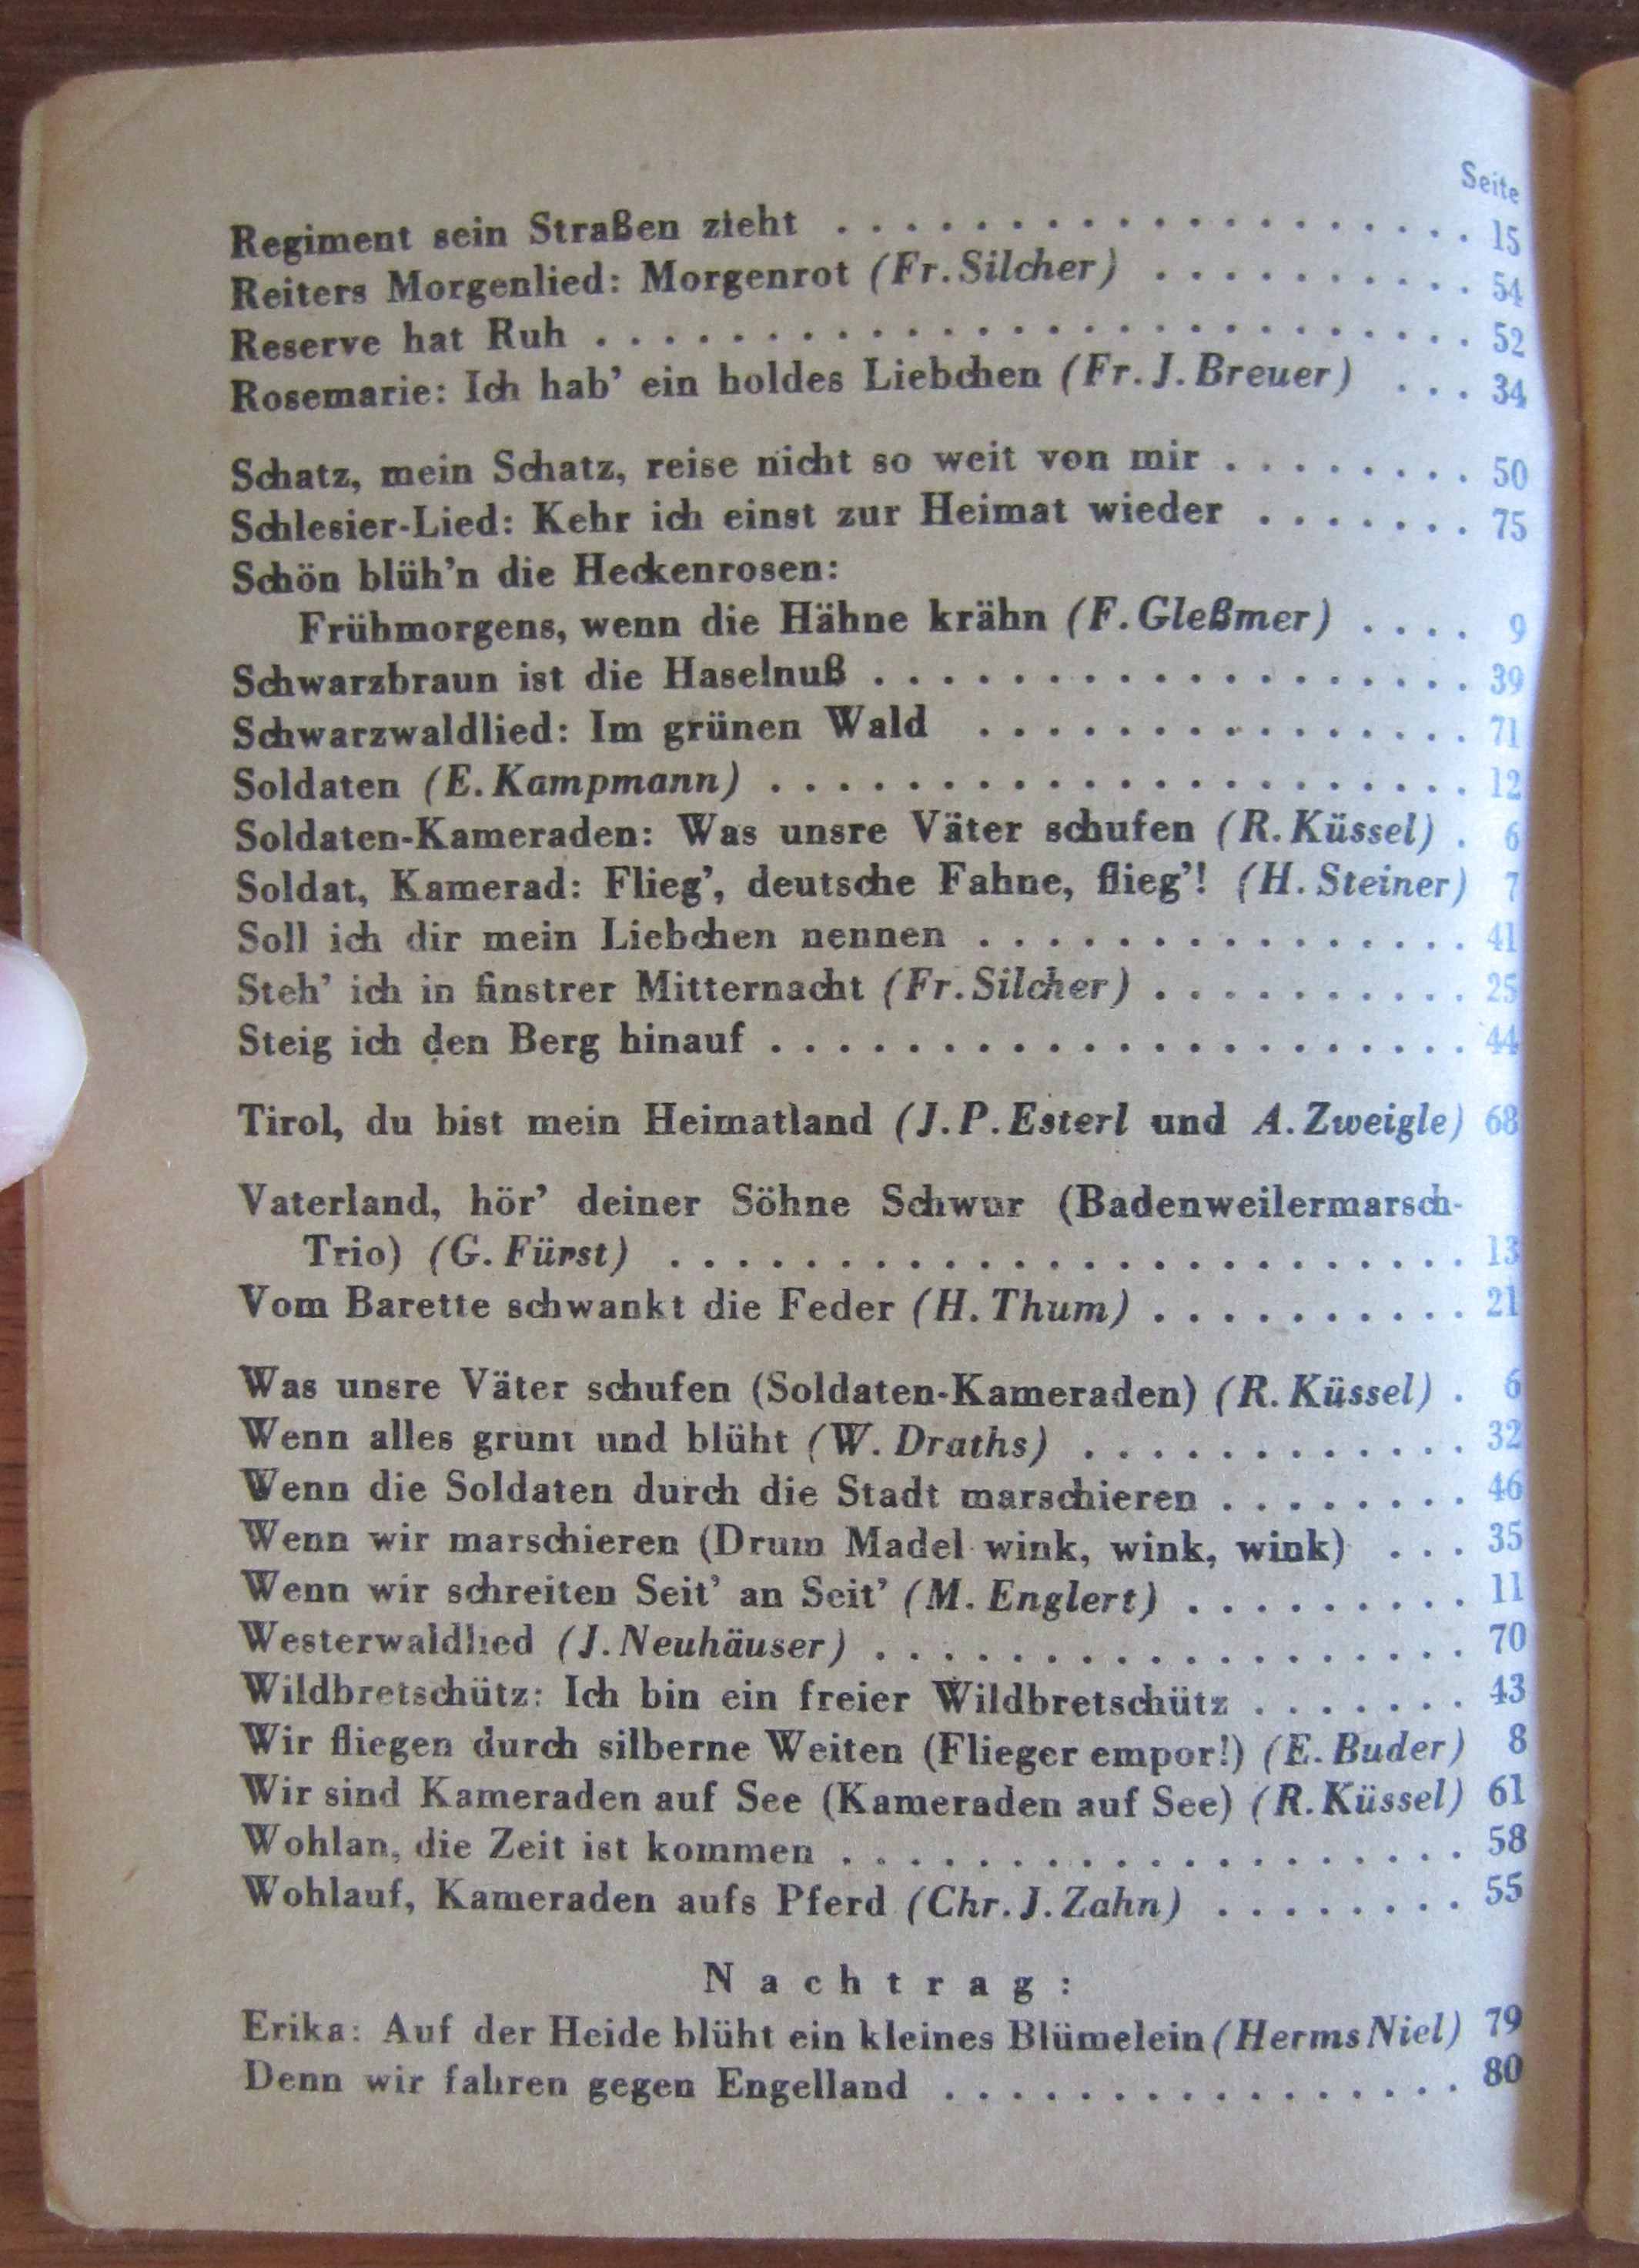 Seite
Regiment sein Straßen zieht . . . . . . . . . . . . . . . . . . . 15
Reiters Morgenlied: Morgenrot (Fr. Silcher) . . . . . . . . . . 54
Reserve hat Ruh . . . . . . . . . . . . . . . . . . . . . . . . . . 52
Rosemarie: Ich hab’ ein holdes Liebchen (Fr. J. Breuer) . . . 34
Schatz, mein Schatz, reise nicht so weit von mir . . . . . . . . 50
Schlesier-Lied: Kehr ich einst zur Heimat wieder . . . . . . . 75
Schön blüh’n die Heckenrosen:
Frühmorgens, wenn die Hähne krähn (F. Gleßmer) . . . . 9
Schwarzbraun ist die Haselnuß . . . . . . . . . . . . . . . . . . 39
Schwarzwaldlied: Im grünen Wald . . . . . . . . . . . . . . . 71
Soldaten (E. Kampmann) . . . . . . . . . . . . . . . . . . . . . 12
Soldaten-Kameraden: Was unsre Väter schufen (R. Küssel) . 6
Soldat, Kamerad: Flieg’, deutsche Fahne, flieg’! (H. Steiner) 7
Soll ich dir mein Liebchen nennen . . . . . . . . . . . . . . . 41
Steh’ ich in finstrer Mitternacht (Fr. Silcher) . . . . . . . . . . 25
Steig ich den Berg hinauf . . . . . . . . . . . . . . . . . . . . . 44
Tirol, du bist mein Heimatland (J. P. Esterl und A. Zweigle) 68
Vaterland, hör’ deiner Söhne Schwur (Badenweilermarsch-
Trio) (G. Fürst) . . . . . . . . . . . . . . . . . . . . . . . . 13
Vom Barette schwankt die Feder (H. Thum) . . . . . . . . . . 21
Was unsre Väter schufen (Soldaten-Kameraden) (R. Küssel) . 6
Wenn alles grünt und blüht (W. Draths) . . . . . . . . . . . . 32
Wenn die Soldaten durch die Stadt marschieren . . . . . . . . 46
Wenn wir marschieren (Drum Madel wink, wink, wink) . . . 35
Wenn wir schreiten Seit’ an Seit’ (M. Englert) . . . . . . . . . 11
Westerwaldlied (J. Neuhäuser) . . . . . . . . . . . . . . . . . . 70
Wildbretschütz: Ich bin ein freier Wildbretschütz . . . . . . . 43
Wir fliegen durch silberne Weiten (Flieger empor!) (E. Buder) 8
Wir sind Kameraden auf See (Kameraden auf See) (R. Küssel) 61
Wohlan, die Zeit ist kommen . . . . . . . . . . . . . . . . . . . 58
Wohlauf, Kameraden aufs Pferd (Chr. J. Zahn) . . . . . . . . 55
Nachtrag:
Erika: Auf der Heide blüht ein kleines Blümelein (Herms Niel) 79
Denn wir fahren gegen Engelland . . . . . . . . . . . . . . . . 80